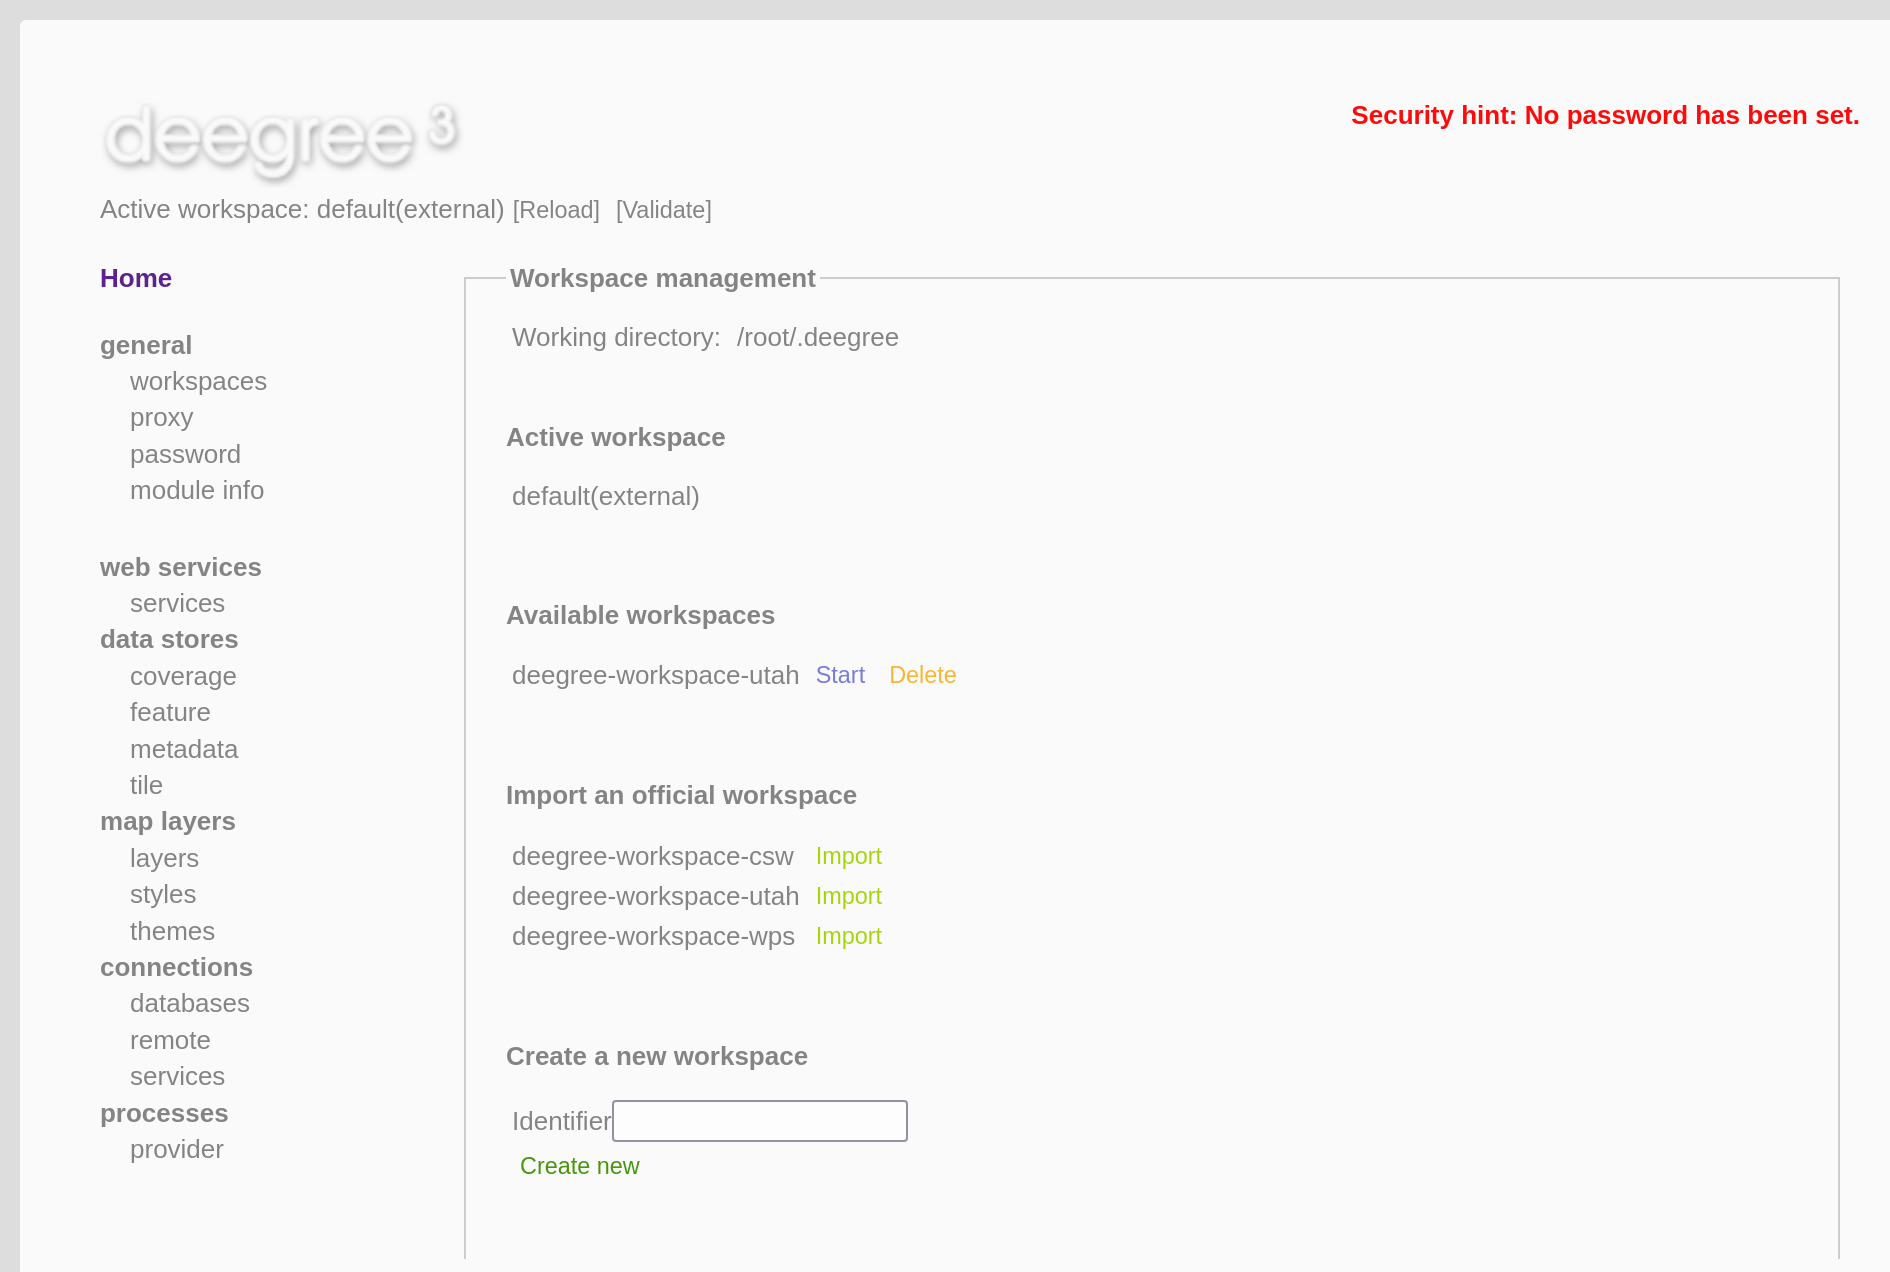 deegree 3
Security hint: No password has been set.
Active workspace: default(external) [Reload] [Validate]
Home
general
workspaces
proxy
password
module info
web services
services
data stores
coverage
feature
metadata
tile
map layers
layers
styles
themes
connections
databases
remote
services
processes
provider
Workspace management
Working directory: /root/.deegree
Active workspace
default(external)
Available workspaces
deegree-workspace-utah Start Delete
Import an official workspace
deegree-workspace-csw Import
deegree-workspace-utah Import
deegree-workspace-wps Import
Create a new workspace
Identifier
Create new